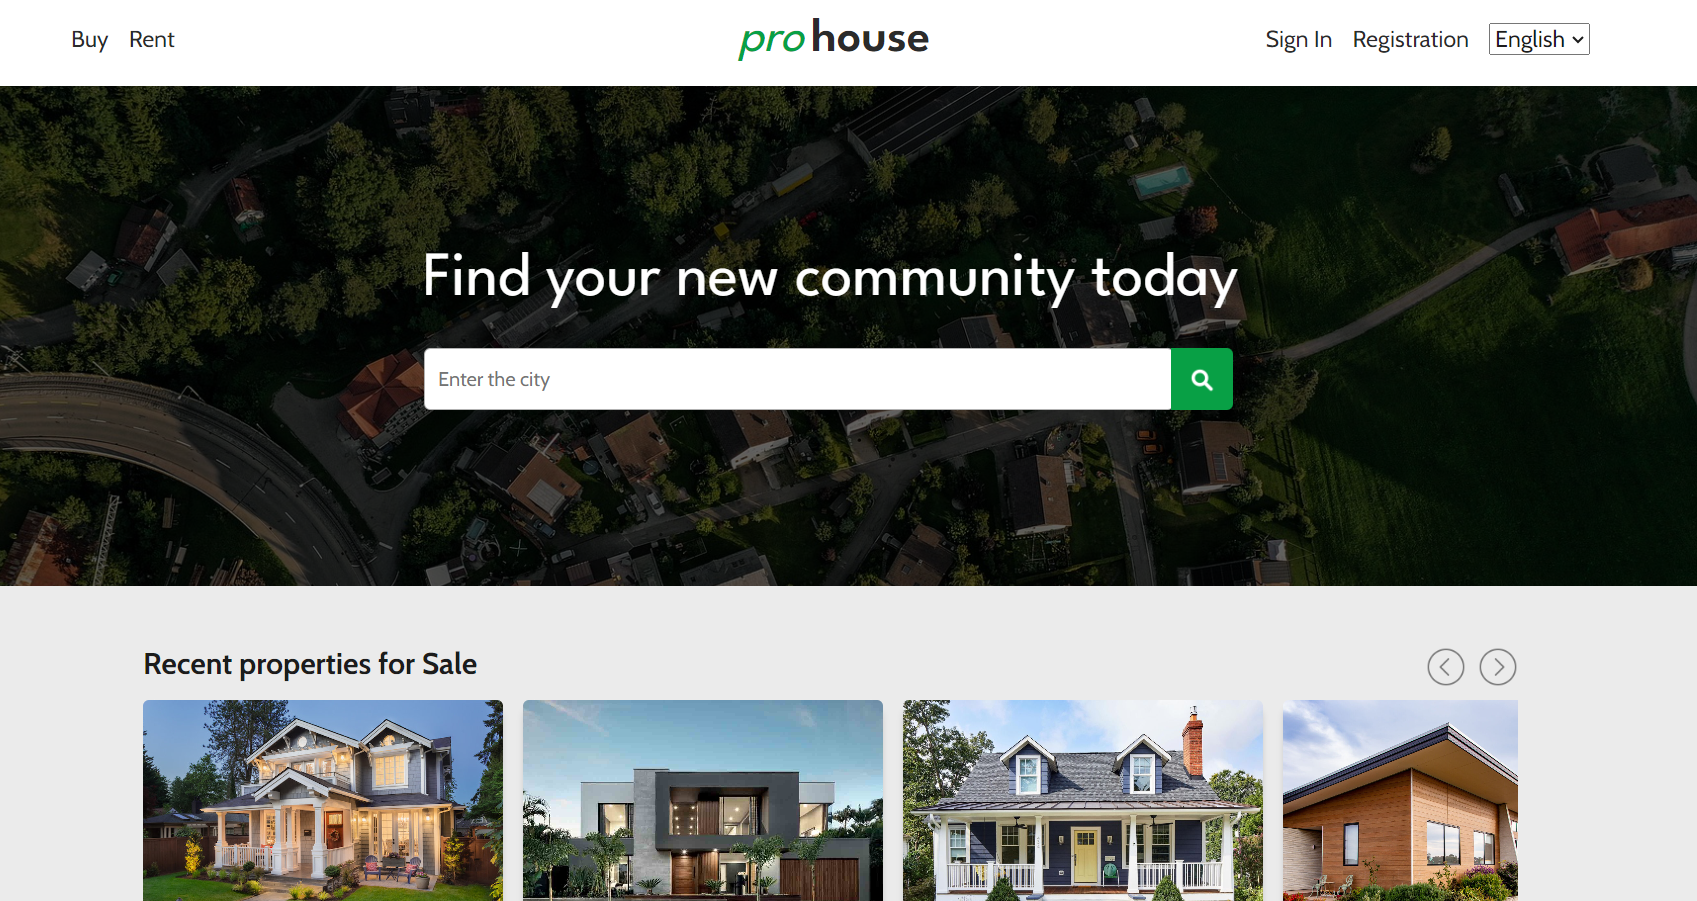 Buy Rent
pro house
Sign In Registration English
Find your new community today
Enter the city
Recent properties for Sale